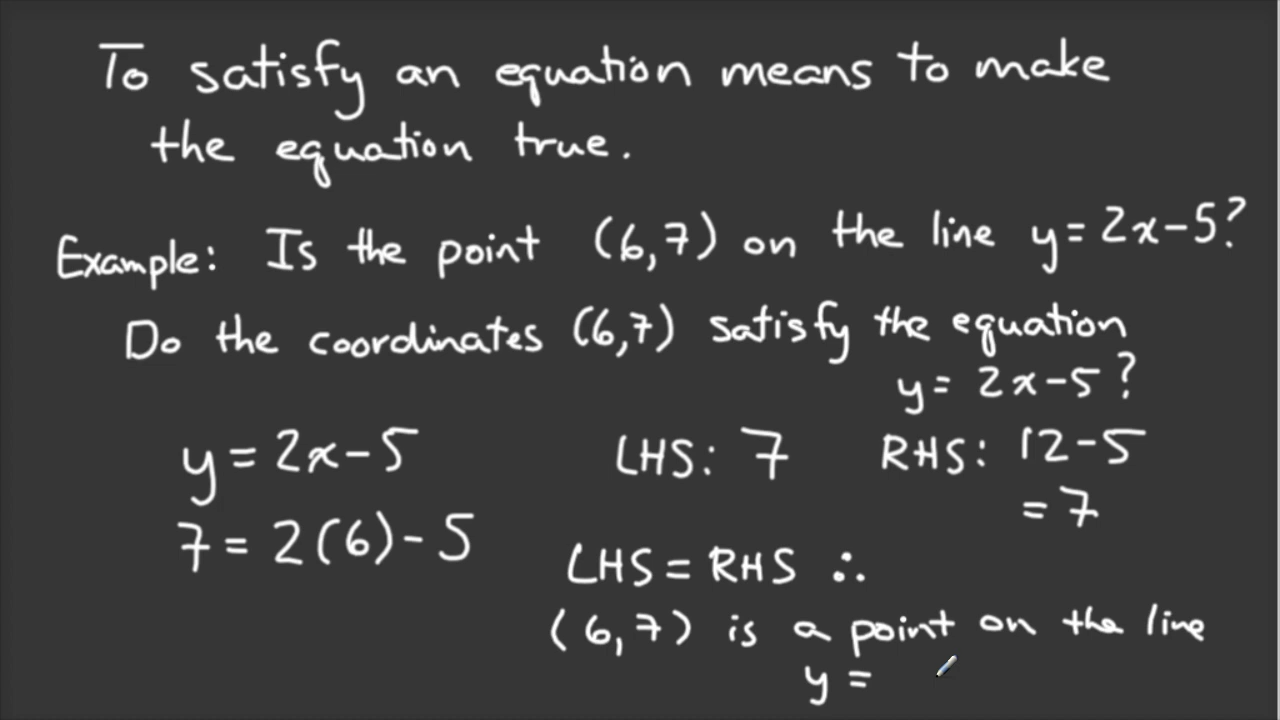 To satisfy an equation means to make
the equation true.
Example: Is the point (6,7) on the line y=2x-5?
Do the coordinates (6,7) satisfy the equation
y= 2x-5?
y=2x-5
7=2(6)-5
LHS: 7
RHS: 12-5
=7
LHS=RHS ∴
(6,7) is a point on the line
y=